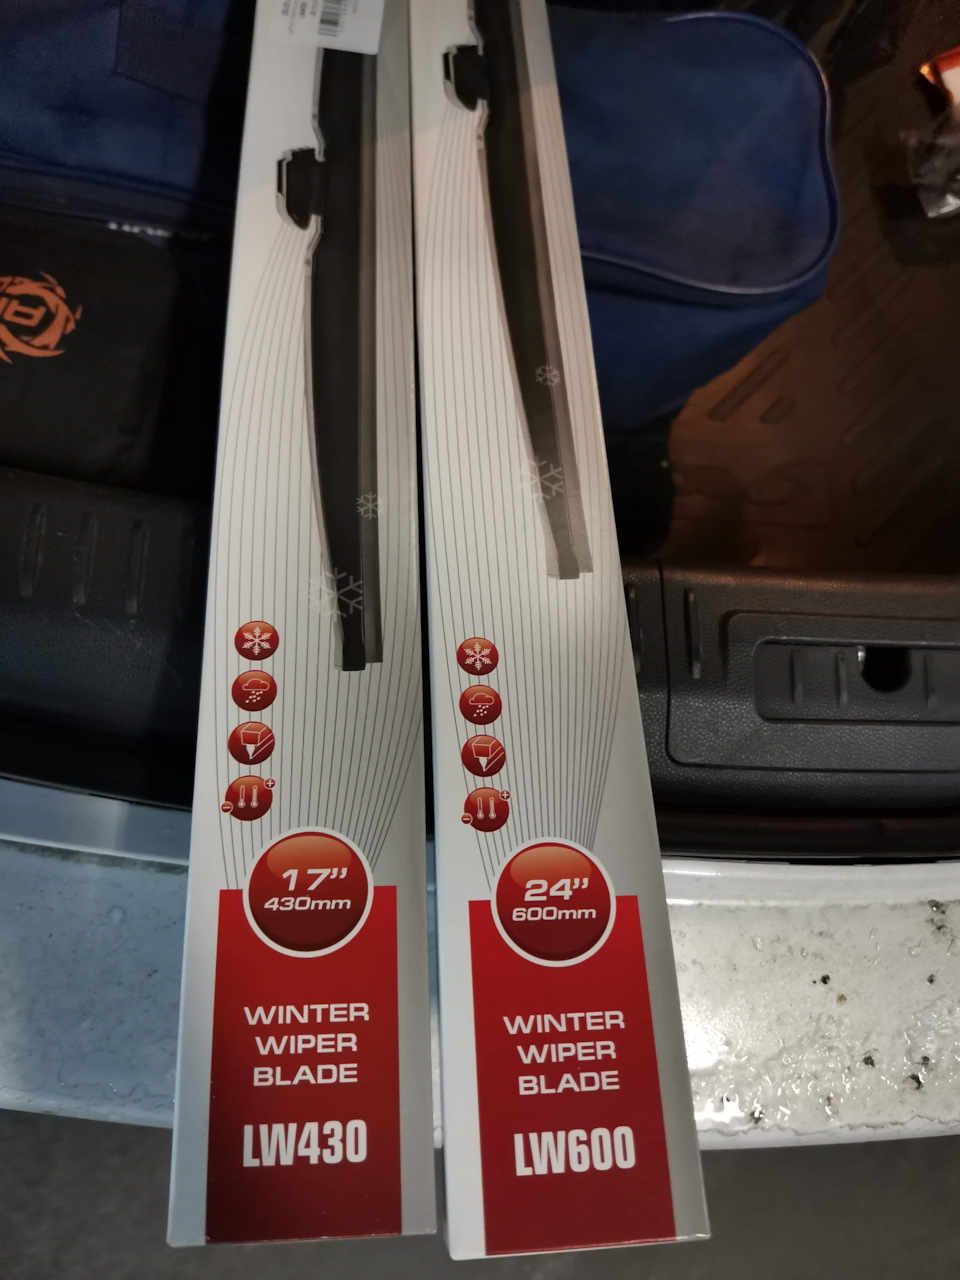 17”
430mm
WINTER
WIPER
BLADE
LW430
24”
600mm
WINTER
WIPER
BLADE
LW600